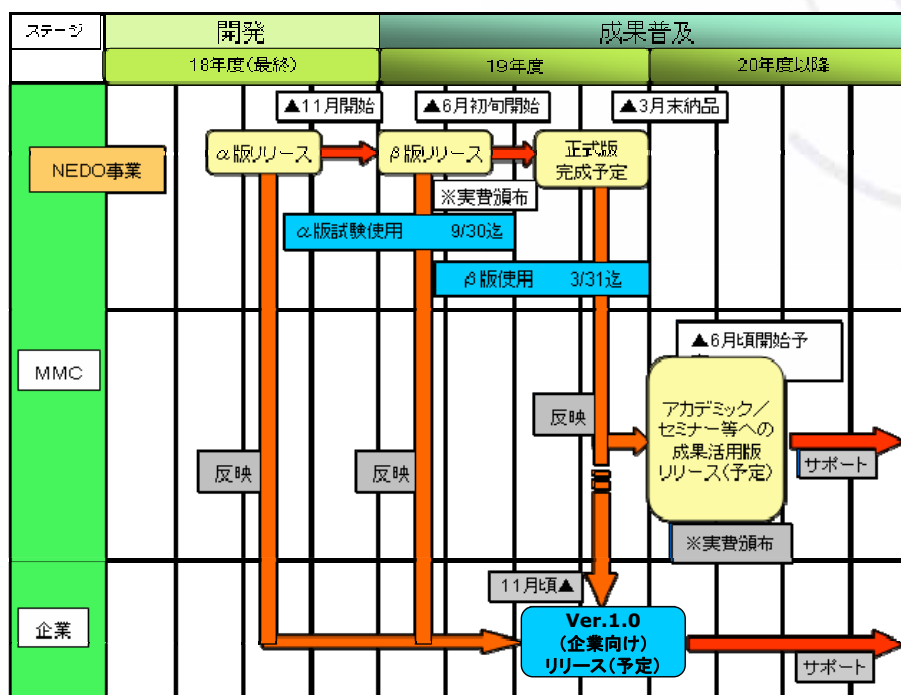 ステージ
開発
成果普及
18年度(最終)
19年度
20年度以降
▲11月開始
▲6月初旬開始
▲3月末納品
NEDO事業
α版リリース
β版リリース
正式版
完成予定
※実費頒布
α版試験使用 9/30迄
β版使用 3/31迄
MMC
▲6月頃開始予
反映
反映
反映
アカデミック/
セミナー等への
成果活用版
リリース(予定)
サポート
※実費頒布
企業
11月頃▲
Ver.1.0
(企業向け)
リリース(予定)
サポート